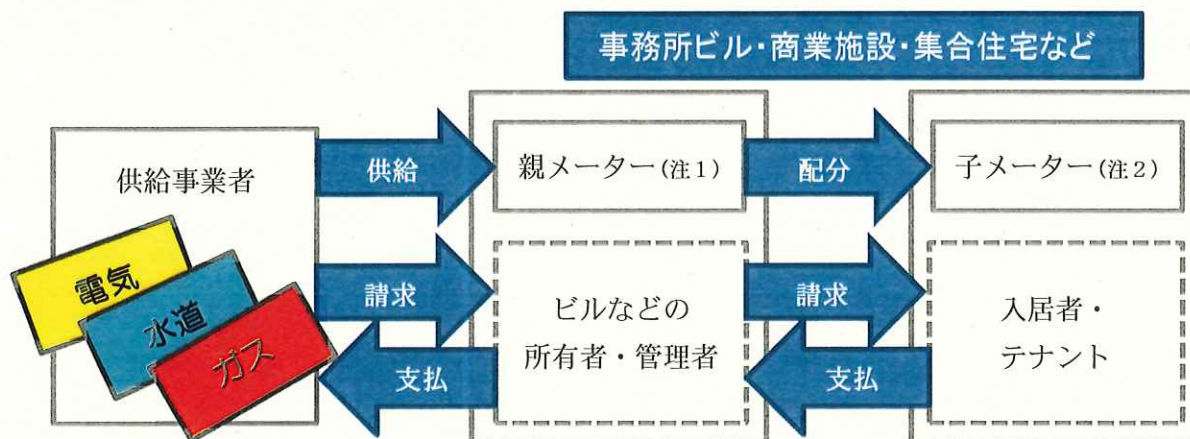 事務所ビル・商業施設・集合住宅など
供給事業者
電気
水道
ガス
供給
親メーター(注1)
配分
子メーター(注2)
請求
ビルなどの
所有者・管理者
請求
入居者・
テナント
支払
支払